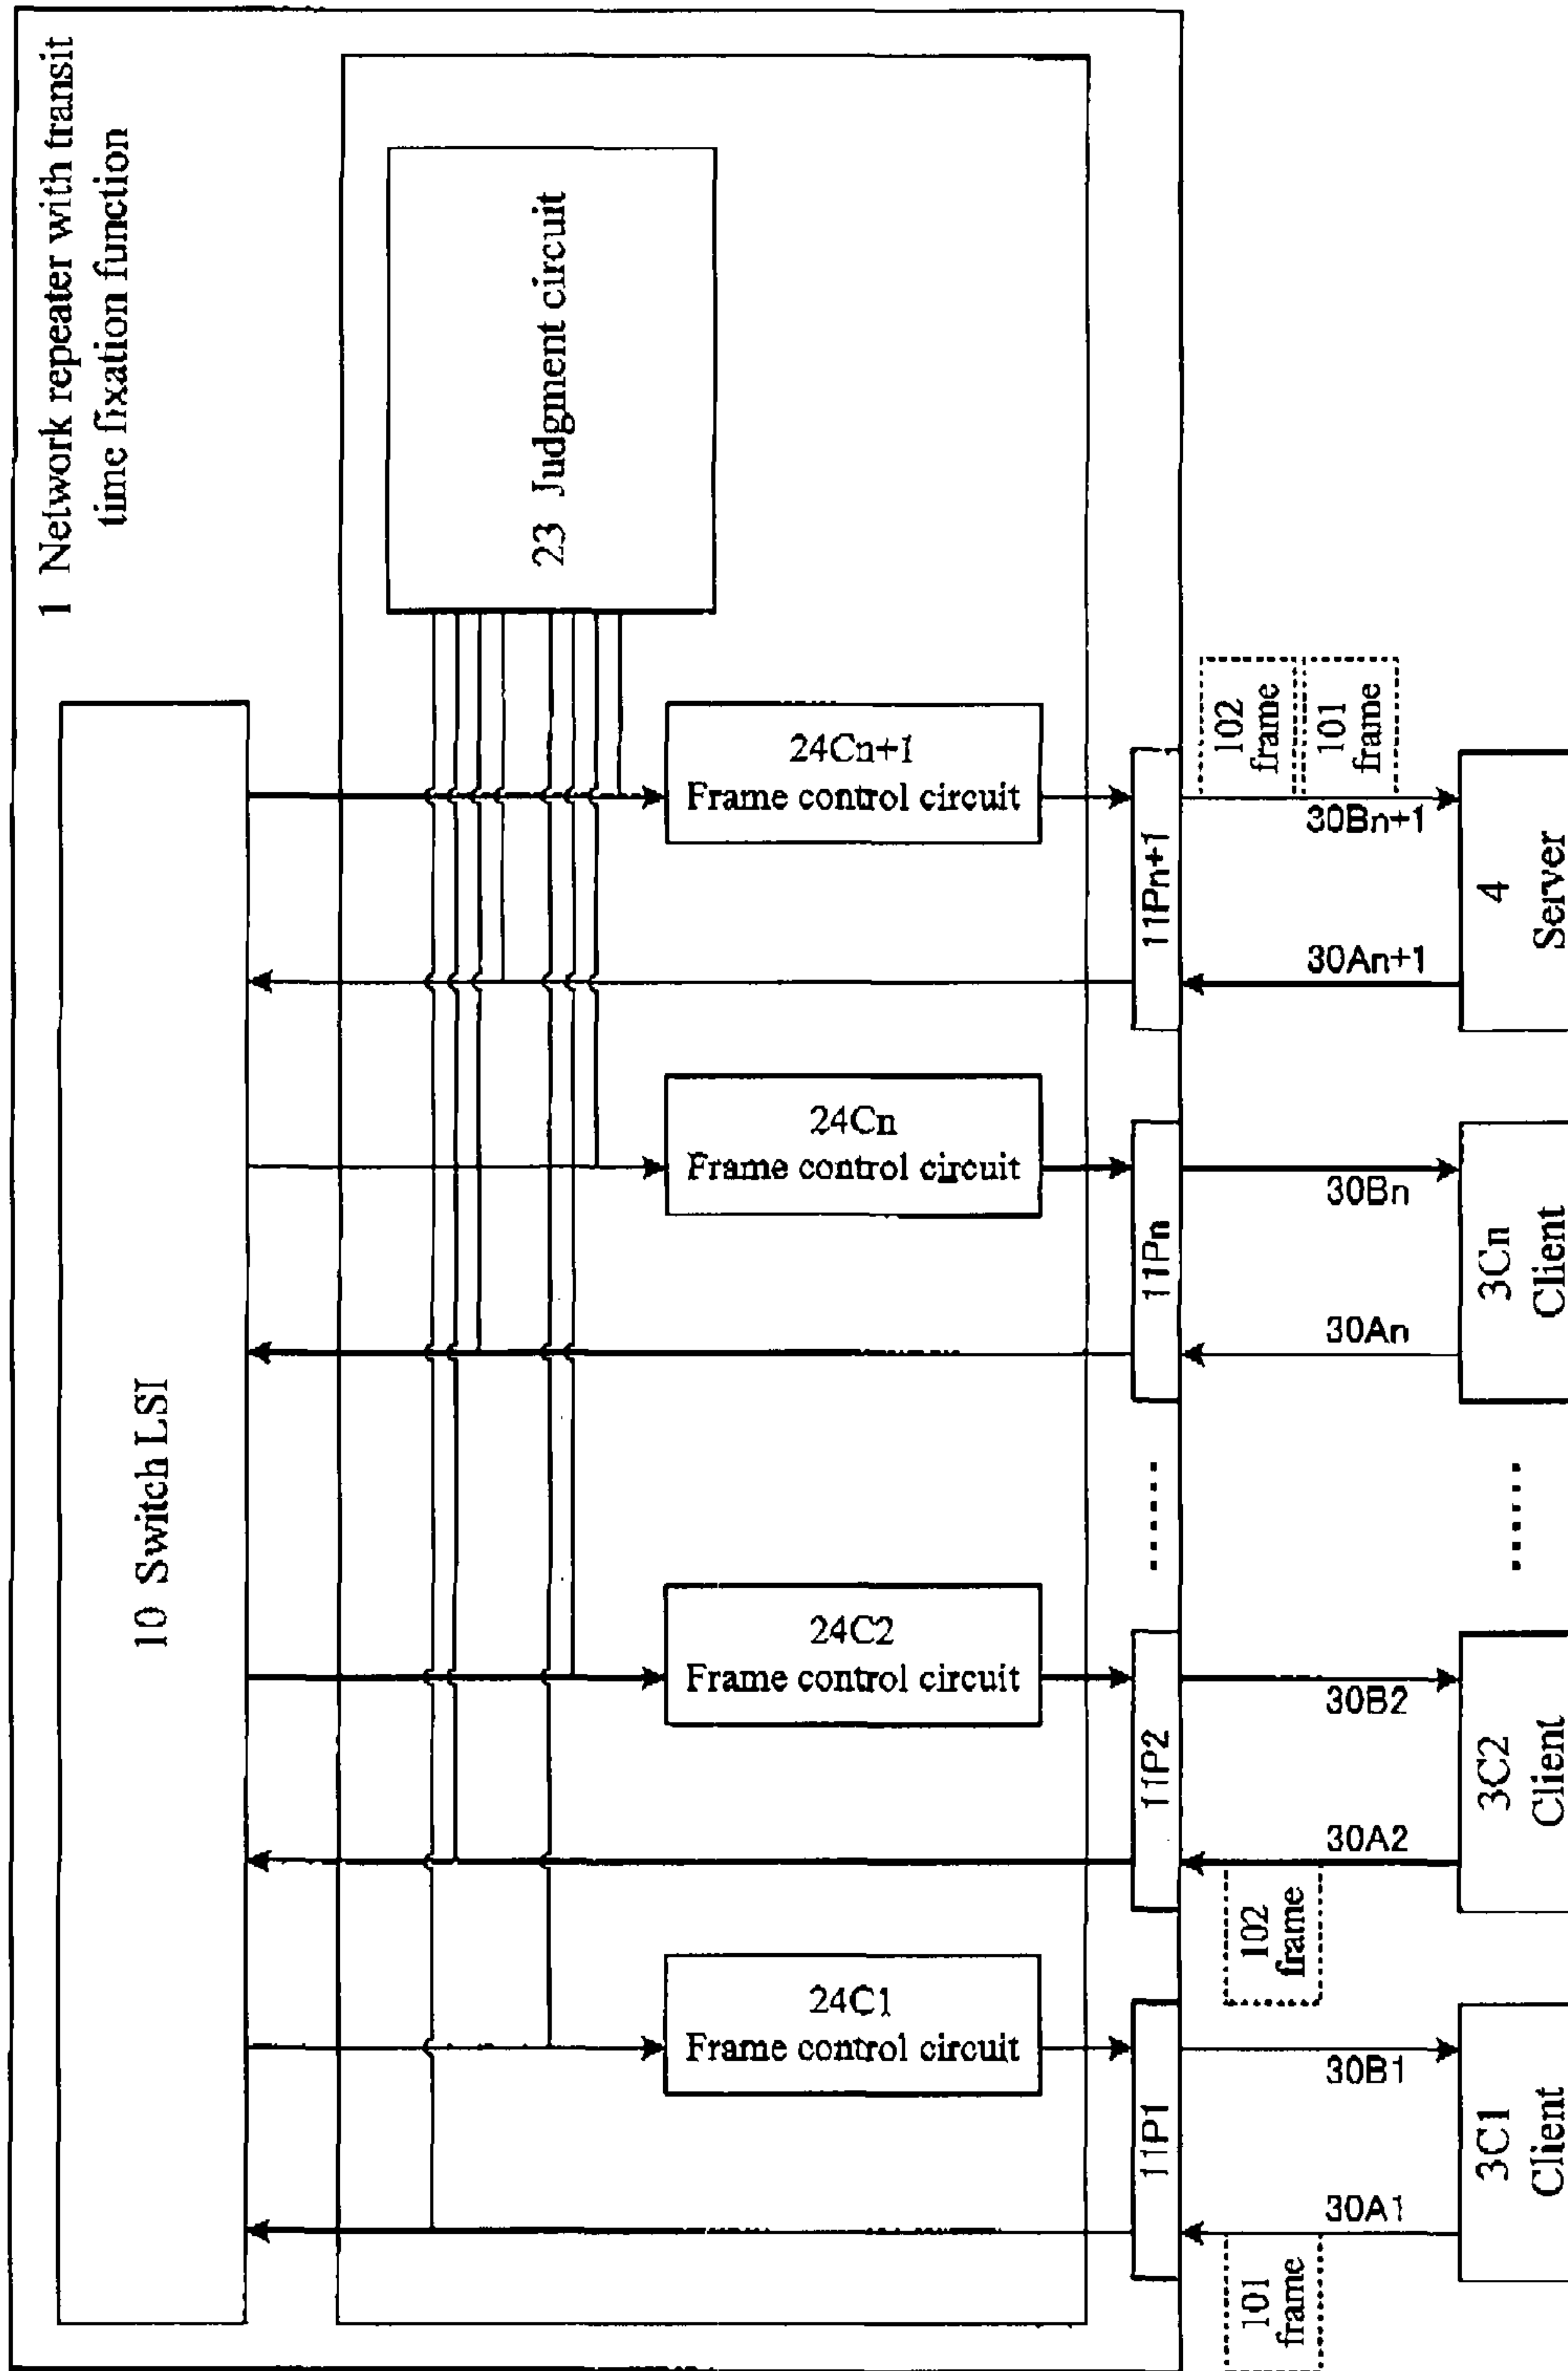 1 Network repeater with transit
time fixation function
10 Switch LSI
23 Judgment circuit
24C1
Frame control circuit
24C2
Frame control circuit
24Cn
Frame control circuit
24Cn+1
Frame control circuit
11P1
11P2
......
11Pn
11Pn+1
101
frame
30A1
30B1
102
frame
30A2
30B2
30An
30Bn
30An+1
30Bn+1
102
frame
101
frame
3C1
Client
3C2
Client
......
3Cn
Client
4
Server